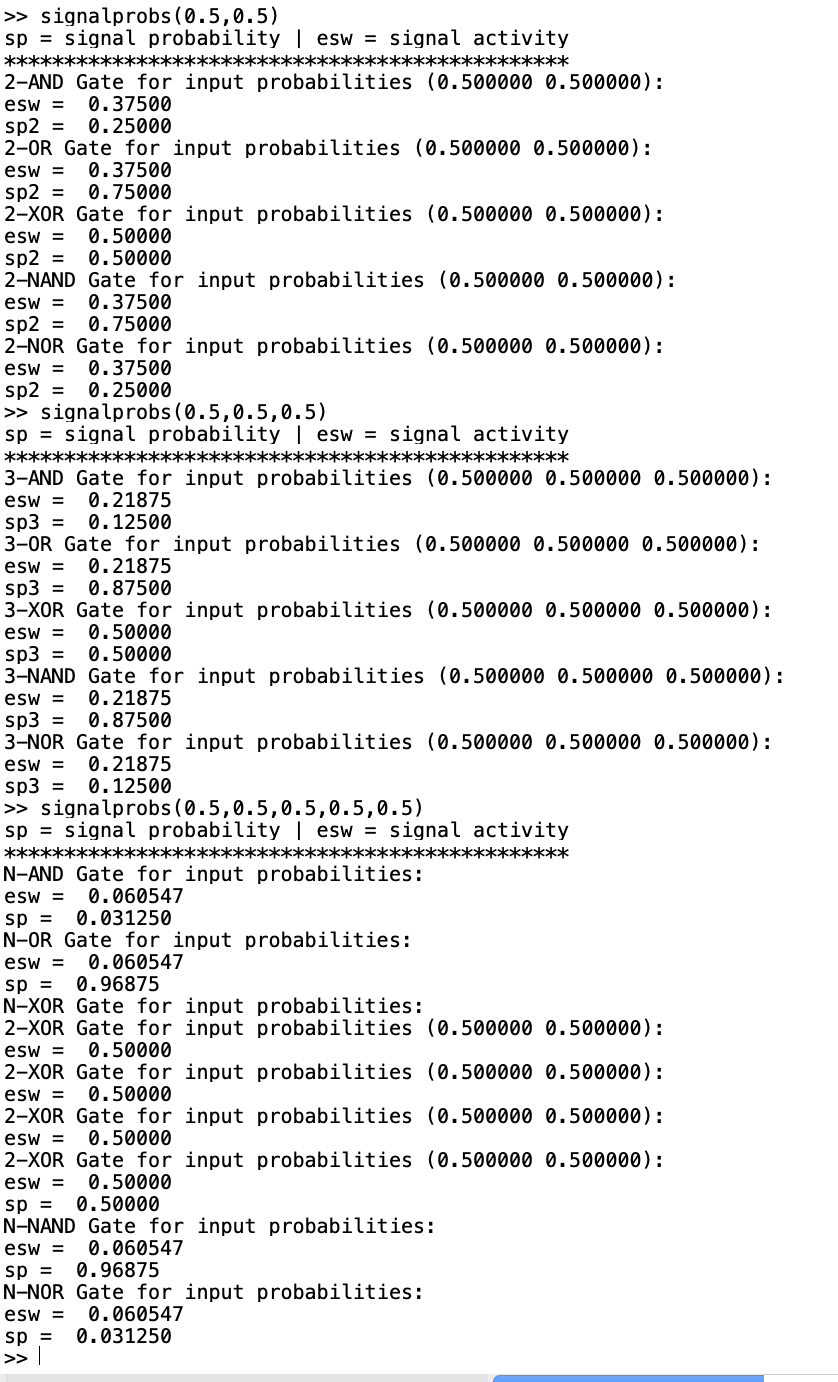 >> signalprobs(0.5,0.5)
sp = signal probability | esw = signal activity
***********************************************
2-AND Gate for input probabilities (0.500000 0.500000):
esw =  0.37500
sp2 =  0.25000
2-OR Gate for input probabilities (0.500000 0.500000):
esw =  0.37500
sp2 =  0.75000
2-XOR Gate for input probabilities (0.500000 0.500000):
esw =  0.50000
sp2 =  0.50000
2-NAND Gate for input probabilities (0.500000 0.500000):
esw =  0.37500
sp2 =  0.75000
2-NOR Gate for input probabilities (0.500000 0.500000):
esw =  0.37500
sp2 =  0.25000
>> signalprobs(0.5,0.5,0.5)
sp = signal probability | esw = signal activity
***********************************************
3-AND Gate for input probabilities (0.500000 0.500000 0.500000):
esw =  0.21875
sp3 =  0.12500
3-OR Gate for input probabilities (0.500000 0.500000 0.500000):
esw =  0.21875
sp3 =  0.87500
3-XOR Gate for input probabilities (0.500000 0.500000 0.500000):
esw =  0.50000
sp3 =  0.50000
3-NAND Gate for input probabilities (0.500000 0.500000 0.500000):
esw =  0.21875
sp3 =  0.87500
3-NOR Gate for input probabilities (0.500000 0.500000 0.500000):
esw =  0.21875
sp3 =  0.12500
>> signalprobs(0.5,0.5,0.5,0.5,0.5)
sp = signal probability | esw = signal activity
***********************************************
N-AND Gate for input probabilities:
esw =  0.060547
sp =  0.031250
N-OR Gate for input probabilities:
esw =  0.060547
sp =  0.96875
N-XOR Gate for input probabilities:
2-XOR Gate for input probabilities (0.500000 0.500000):
esw =  0.50000
2-XOR Gate for input probabilities (0.500000 0.500000):
esw =  0.50000
2-XOR Gate for input probabilities (0.500000 0.500000):
esw =  0.50000
2-XOR Gate for input probabilities (0.500000 0.500000):
esw =  0.50000
sp =  0.50000
N-NAND Gate for input probabilities:
esw =  0.060547
sp =  0.96875
N-NOR Gate for input probabilities:
esw =  0.060547
sp =  0.031250
>>